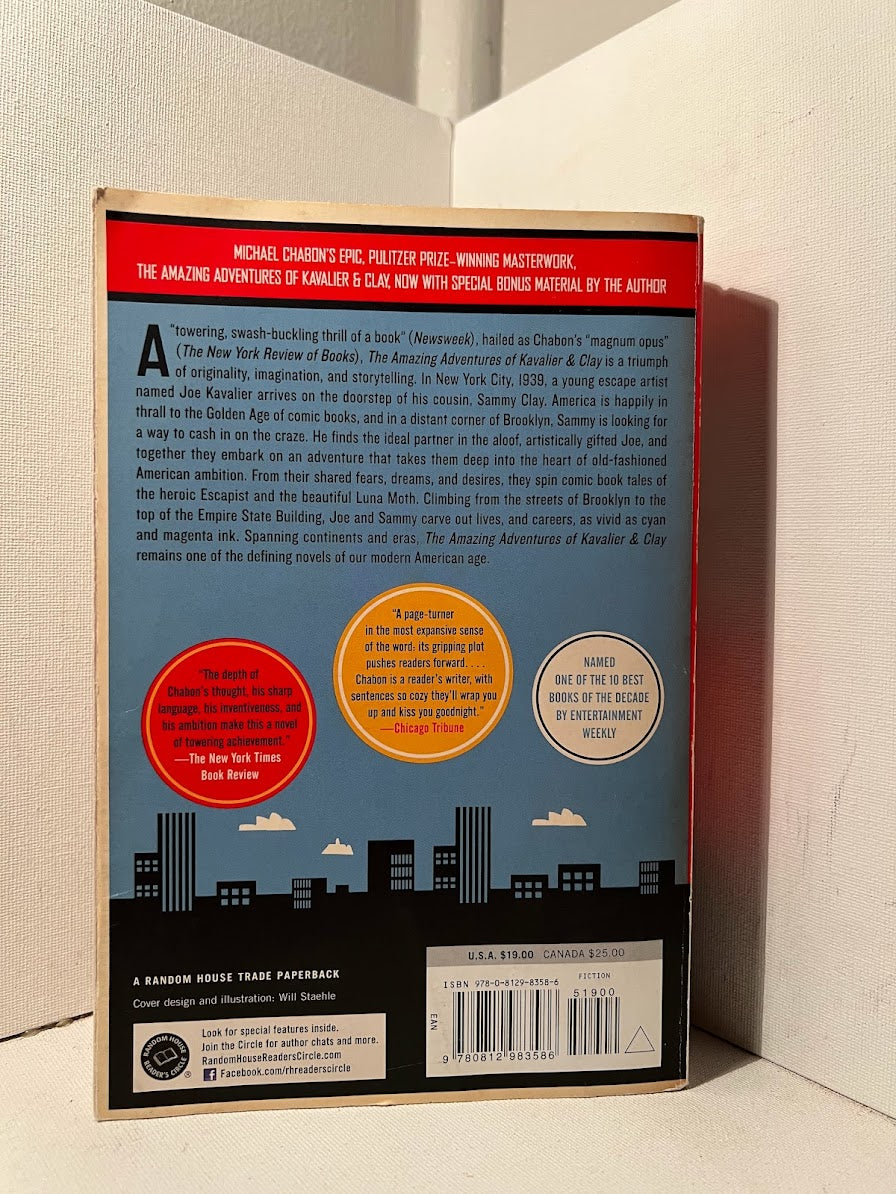 MICHAEL CHABON'S EPIC, PULITZER PRIZE–WINNING MASTERWORK,
THE AMAZING ADVENTURES OF KAVALIER & CLAY, NOW WITH SPECIAL BONUS MATERIAL BY THE AUTHOR
A "towering, swash-buckling thrill of a book" (Newsweek), hailed as Chabon's "magnum opus"
(The New York Review of Books), The Amazing Adventures of Kavalier & Clay is a triumph
of originality, imagination, and storytelling. In New York City, 1939, a young escape artist
named Joe Kavalier arrives on the doorstep of his cousin, Sammy Clay. America is happily in
thrall to the Golden Age of comic books, and in a distant corner of Brooklyn, Sammy is looking for
a way to cash in on the craze. He finds the ideal partner in the aloof, artistically gifted Joe, and
together they embark on an adventure that takes them deep into the heart of old-fashioned
American ambition. From their shared fears, dreams, and desires, they spin comic book tales of
the heroic Escapist and the beautiful Luna Moth. Climbing from the streets of Brooklyn to the
top of the Empire State Building, Joe and Sammy carve out lives, and careers, as vivid as cyan
and magenta ink. Spanning continents and eras, The Amazing Adventures of Kavalier & Clay
remains one of the defining novels of our modern American age.
"The depth of
Chabon's thought, his sharp
language, his inventiveness, and
his ambition make this a novel
of towering achievement."
—The New York Times
Book Review
"A page-turner
in the most expansive sense
of the word: its gripping plot
pushes readers forward. . . .
Chabon is a reader's writer, with
sentences so cozy they'll wrap you
up and kiss you goodnight."
—Chicago Tribune
NAMED
ONE OF THE 10 BEST
BOOKS OF THE DECADE
BY ENTERTAINMENT
WEEKLY
A RANDOM HOUSE TRADE PAPERBACK
Cover design and illustration: Will Staehle
RANDOM HOUSE
READER'S CIRCLE
®
Look for special features inside.
Join the Circle for author chats and more.
RandomHouseReadersCircle.com
Facebook.com/rhreaderscircle
U.S.A. $19.00 CANADA $25.00
FICTION
ISBN 978-0-8129-8358-6
51900
EAN
9 780812 983586